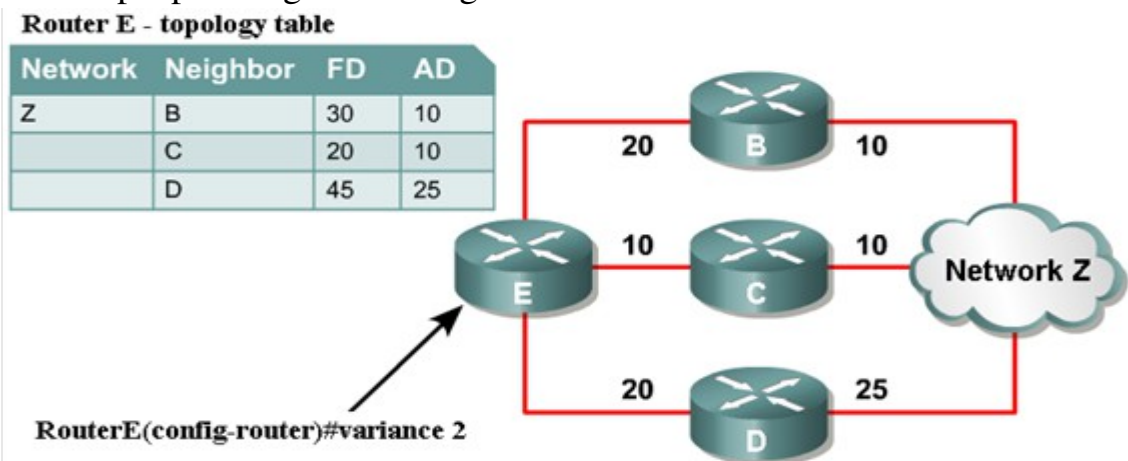 Router E - topology table
Network Neighbor FD AD
Z B 30 10
C 20 10
D 45 25
20 B 10
10 10
E C Network Z
20 25
D
RouterE(config-router)#variance 2